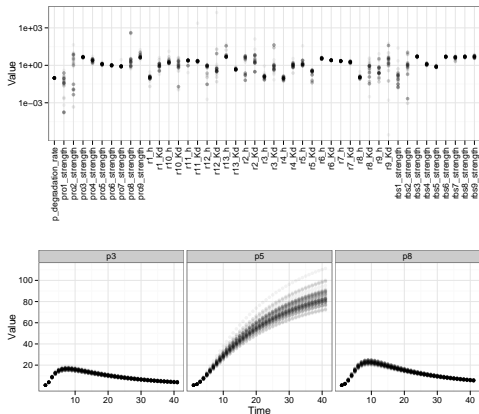 1e+03
1e+00
1e−03
Value
p_degradation_rate
pro1_strength
pro2_strength
pro3_strength
pro4_strength
pro5_strength
pro6_strength
pro7_strength
pro8_strength
pro9_strength
r1_h
r1_Kd
r10_h
r10_Kd
r11_h
r11_Kd
r12_h
r12_Kd
r13_h
r13_Kd
r2_h
r2_Kd
r3_h
r3_Kd
r4_h
r4_Kd
r5_h
r5_Kd
r6_h
r6_Kd
r7_h
r7_Kd
r8_h
r8_Kd
r9_h
r9_Kd
rbs1_strength
rbs2_strength
rbs3_strength
rbs4_strength
rbs5_strength
rbs6_strength
rbs7_strength
rbs8_strength
rbs9_strength
p3 p5 p8
100
80
60
40
20
Value
0 10 20 30 40 0 10 20 30 40 0 10 20 30 40
Time